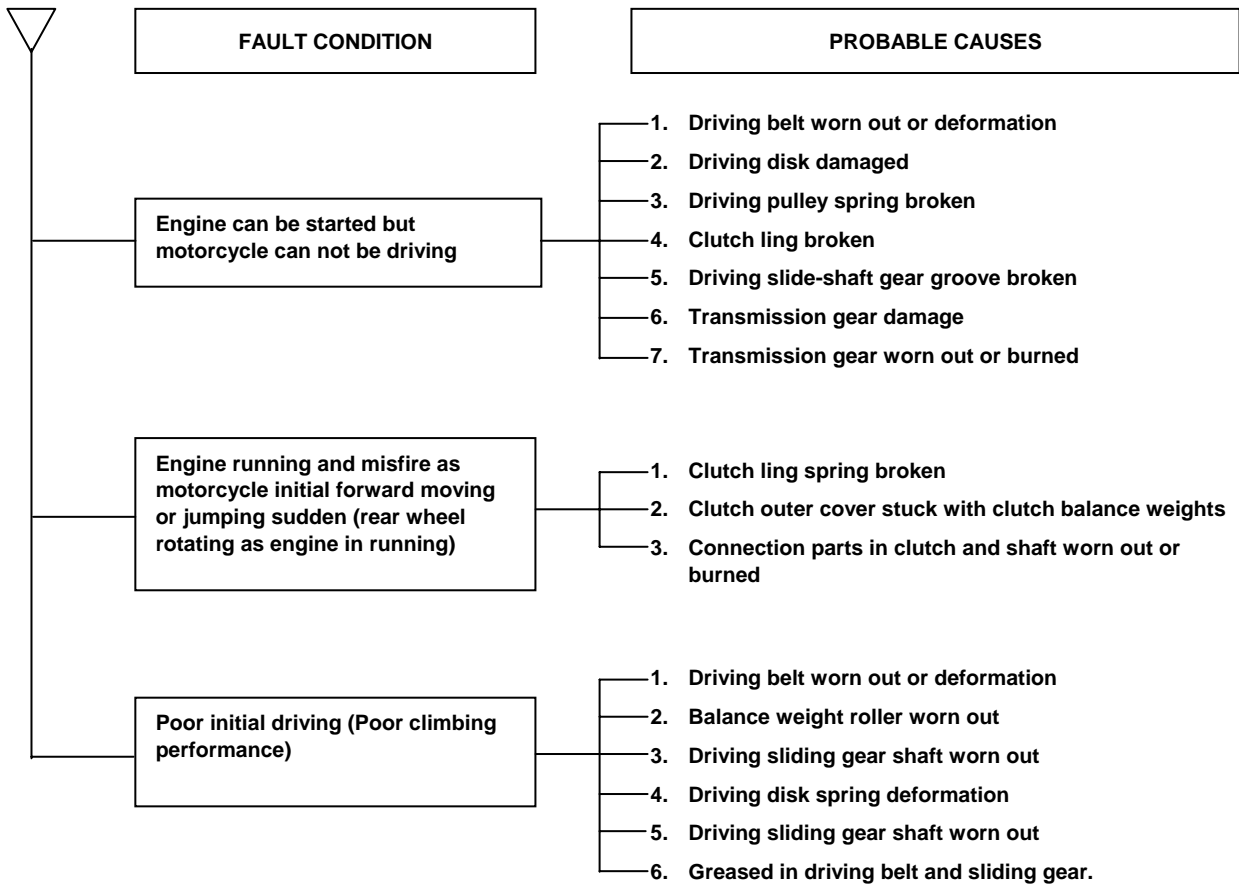 FAULT CONDITION
PROBABLE CAUSES
Engine can be started but
motorcycle can not be driving
1. Driving belt worn out or deformation
2. Driving disk damaged
3. Driving pulley spring broken
4. Clutch ling broken
5. Driving slide-shaft gear groove broken
6. Transmission gear damage
7. Transmission gear worn out or burned
Engine running and misfire as
motorcycle initial forward moving
or jumping sudden (rear wheel
rotating as engine in running)
1. Clutch ling spring broken
2. Clutch outer cover stuck with clutch balance weights
3. Connection parts in clutch and shaft worn out or
burned
Poor initial driving (Poor climbing
performance)
1. Driving belt worn out or deformation
2. Balance weight roller worn out
3. Driving sliding gear shaft worn out
4. Driving disk spring deformation
5. Driving sliding gear shaft worn out
6. Greased in driving belt and sliding gear.